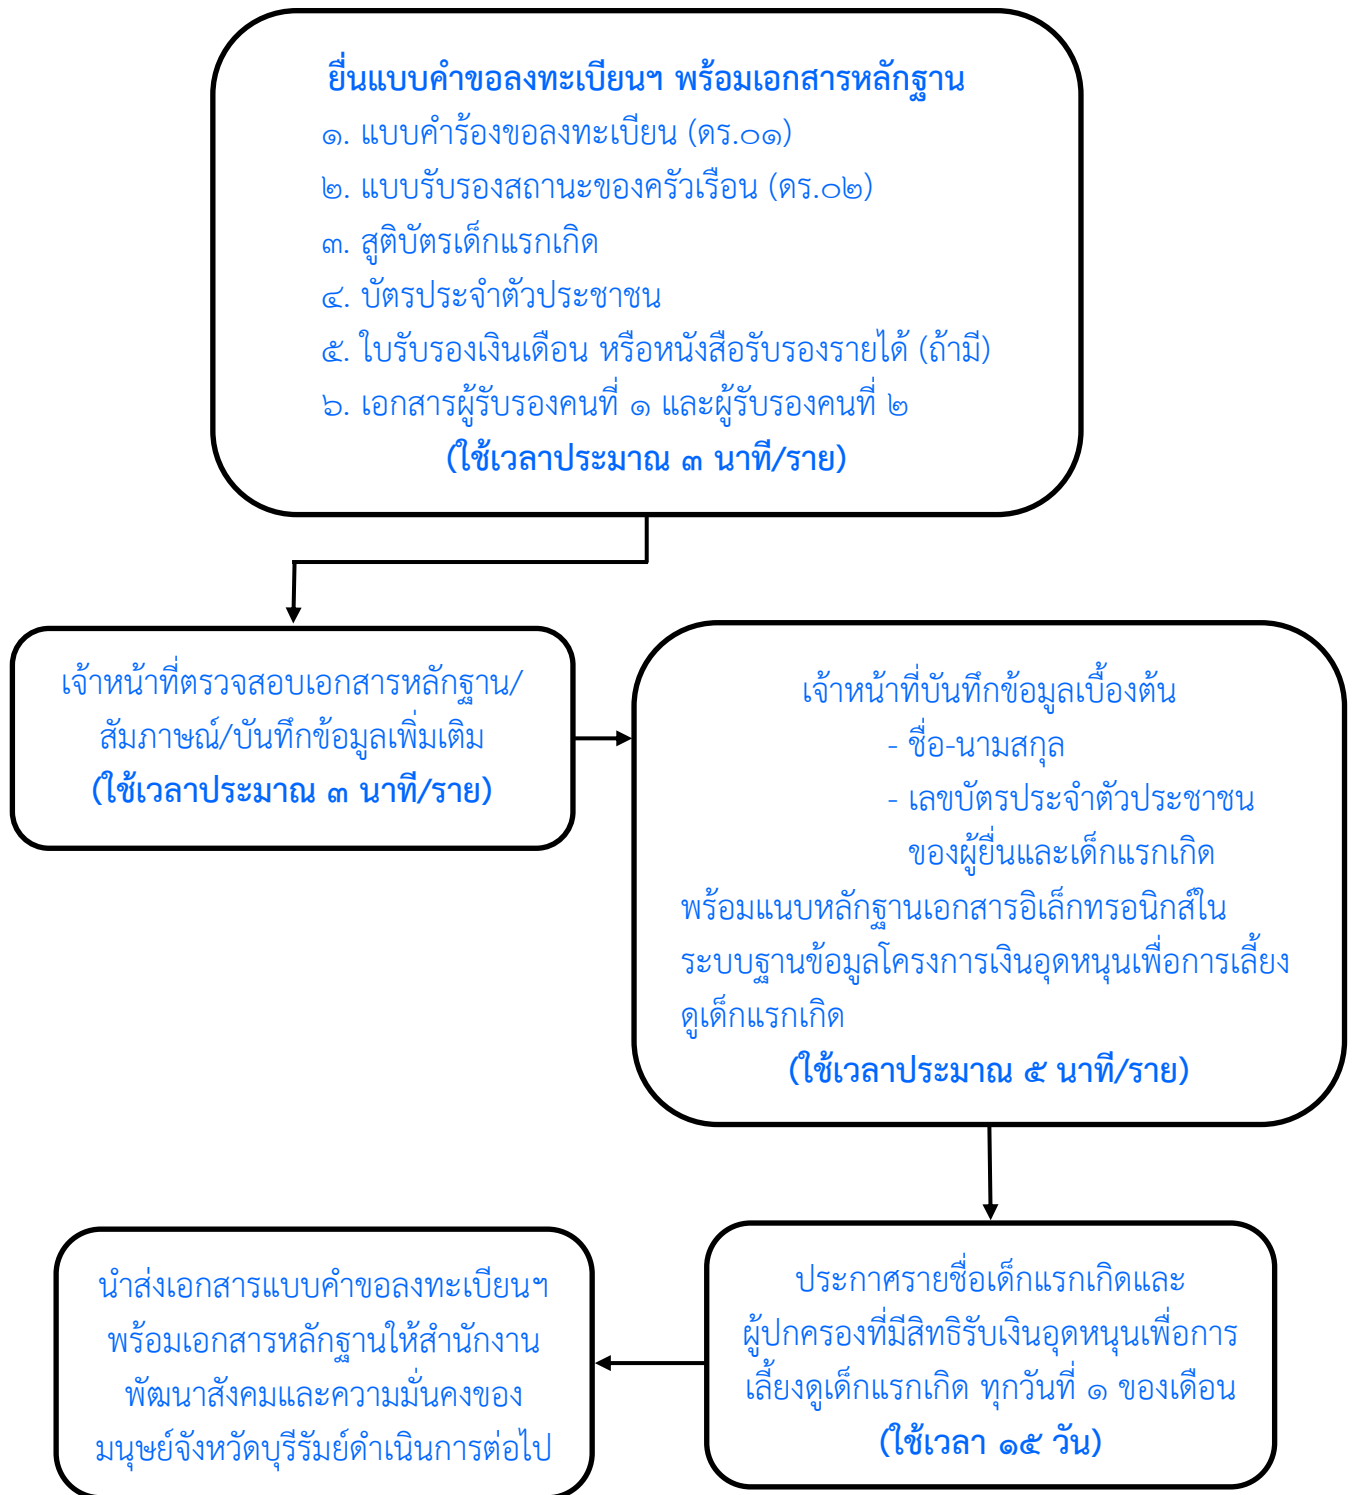 ยื่นแบบคำขอลงทะเบียนฯ พร้อมเอกสารหลักฐาน
๑. แบบคำร้องขอลงทะเบียน (ดร.๐๑)
๒. แบบรับรองสถานะของครัวเรือน (ดร.๐๒)
๓. สูติบัตรเด็กแรกเกิด
๔. บัตรประจำตัวประชาชน
๕. ใบรับรองเงินเดือน หรือหนังสือรับรองรายได้ (ถ้ามี)
๖. เอกสารผู้รับรองคนที่ ๑ และผู้รับรองคนที่ ๒
(ใช้เวลาประมาณ ๓ นาที/ราย)
เจ้าหน้าที่ตรวจสอบเอกสารหลักฐาน/
สัมภาษณ์/บันทึกข้อมูลเพิ่มเติม
(ใช้เวลาประมาณ ๓ นาที/ราย)
เจ้าหน้าที่บันทึกข้อมูลเบื้องต้น
- ชื่อ-นามสกุล
- เลขบัตรประจำตัวประชาชน
ของผู้ยื่นและเด็กแรกเกิด
พร้อมแนบหลักฐานเอกสารอิเล็กทรอนิกส์ใน
ระบบฐานข้อมูลโครงการเงินอุดหนุนเพื่อการเลี้ยง
ดูเด็กแรกเกิด
(ใช้เวลาประมาณ ๕ นาที/ราย)
ประกาศรายชื่อเด็กแรกเกิดและ
ผู้ปกครองที่มีสิทธิรับเงินอุดหนุนเพื่อการ
เลี้ยงดูเด็กแรกเกิด ทุกวันที่ ๑ ของเดือน
(ใช้เวลา ๑๕ วัน)
นำส่งเอกสารแบบคำขอลงทะเบียนฯ
พร้อมเอกสารหลักฐานให้สำนักงาน
พัฒนาสังคมและความมั่นคงของ
มนุษย์จังหวัดบุรีรัมย์ดำเนินการต่อไป